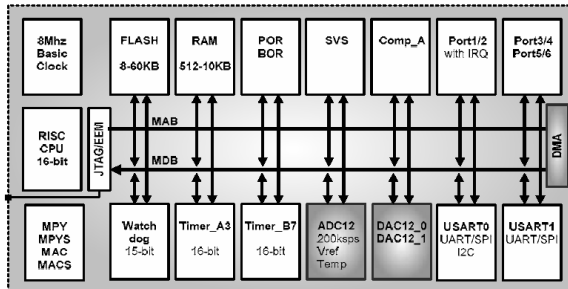 8Mhz
Basic
Clock
FLASH
8-60KB
RAM
512-10KB
POR
BOR
SVS
Comp_A
Port1/2
with IRQ
Port3/4
Port5/6
RISC
CPU
16-bit
JTAG/EEM
MAB
MDB
DMA
MPY
MPYS
MAC
MACS
Watch
dog
15-bit
Timer_A3
16-bit
Timer_B7
16-bit
ADC12
200ksps
Vref
Temp
DAC12_0
DAC12_1
USART0
UART/SPI
I2C
USART1
UART/SPI